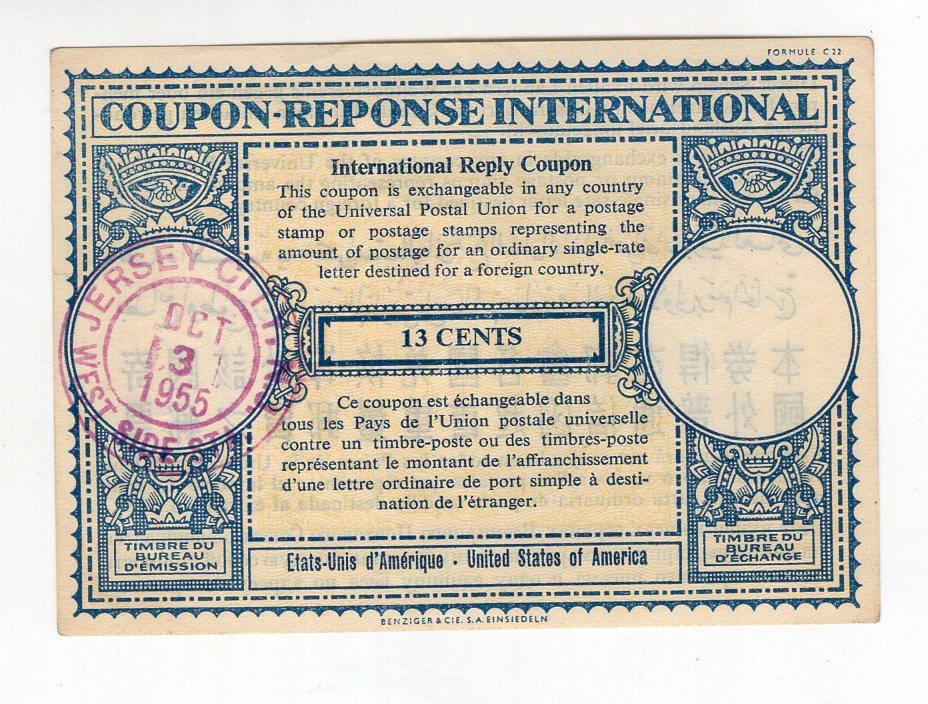 FORMULE C 22
COUPON-REPONSE INTERNATIONAL
International Reply Coupon
This coupon is exchangeable in any country
of the Universal Postal Union for a postage
stamp or postage stamps representing the
amount of postage for an ordinary single-rate
letter destined for a foreign country.
13 CENTS
Ce coupon est échangeable dans
tous les Pays de l'Union postale universelle
contre un timbre-poste ou des timbres-poste
représentant le montant de l'affranchissement
d'une lettre ordinaire de port simple à desti-
nation de l'étranger.
JERSEY CITY, N.J.
OCT
3
1955
WEST SIDE STA.
TIMBRE DU
BUREAU
D'ÉMISSION
Etats-Unis d'Amérique · United States of America
TIMBRE DU
BUREAU
D'ÉCHANGE
BENZIGER & CIE. S.A. EINSIEDELN